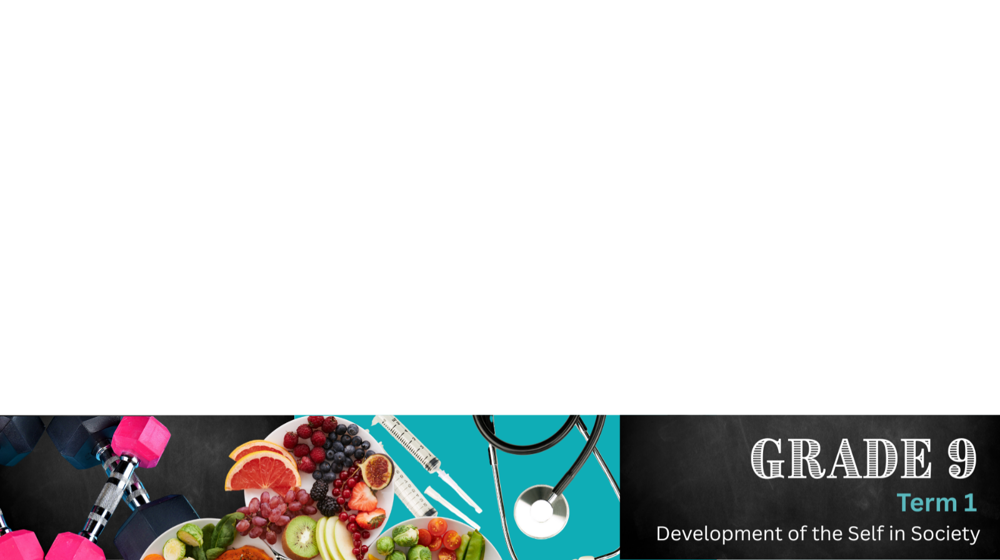 GRADE 9
Term 1
Development of the Self in Society